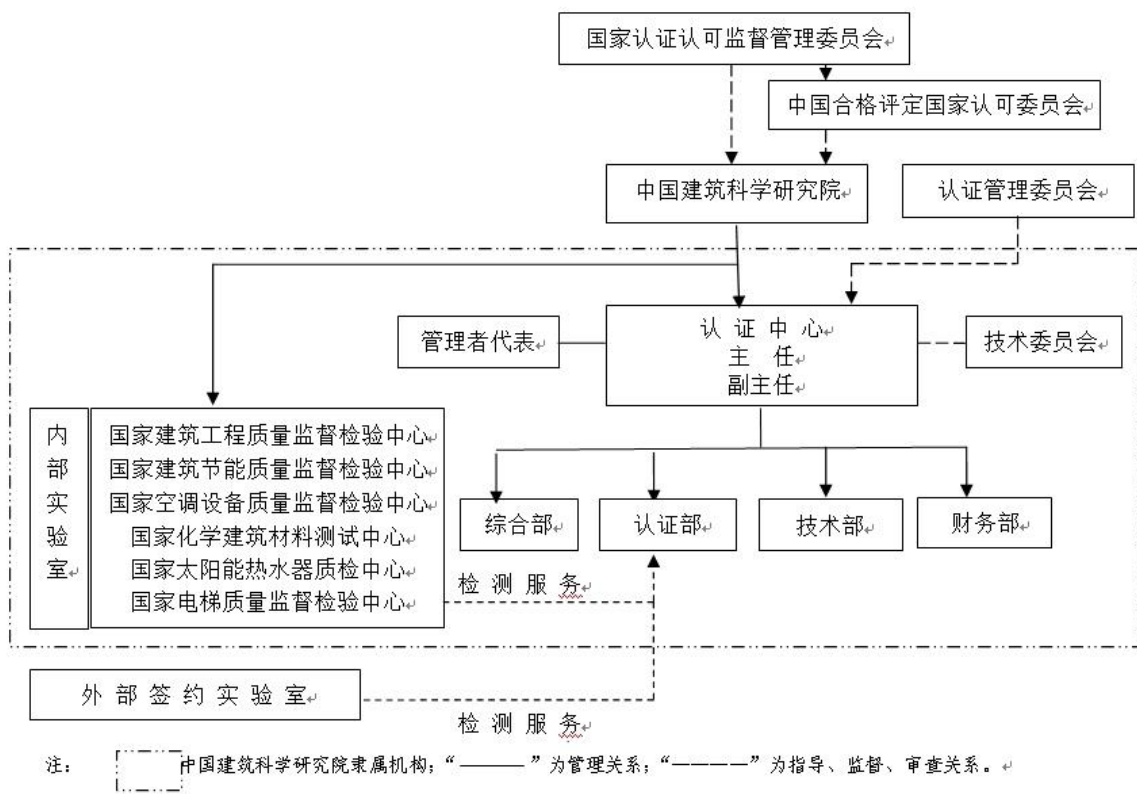 国家认证认可监督管理委员会
中国合格评定国家认可委员会
中国建筑科学研究院
认证管理委员会
管理者代表
认 证 中 心
主 任
副主任
技术委员会
内
部
实
验
室
国家建筑工程质量监督检验中心
国家建筑节能质量监督检验中心
国家空调设备质量监督检验中心
国家化学建筑材料测试中心
国家太阳能热水器质检中心
国家电梯质量监督检验中心
综合部
认证部
技术部
财务部
检 测 服 务
外 部 签 约 实 验 室
检 测 服 务
注： 中国建筑科学研究院隶属机构；“———”为管理关系；“————”为指导、监督、审查关系。